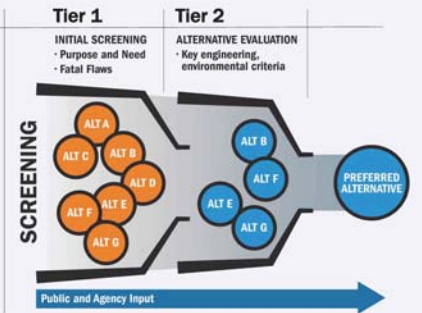 Tier 1
INITIAL SCREENING
· Purpose and Need
· Fatal Flaws
Tier 2
ALTERNATIVE EVALUATION
· Key engineering,
environmental criteria
SCREENING
ALT A
ALT C
ALT B
ALT D
ALT E
ALT F
ALT G
ALT B
ALT F
ALT E
ALT G
PREFERRED
ALTERNATIVE
Public and Agency Input